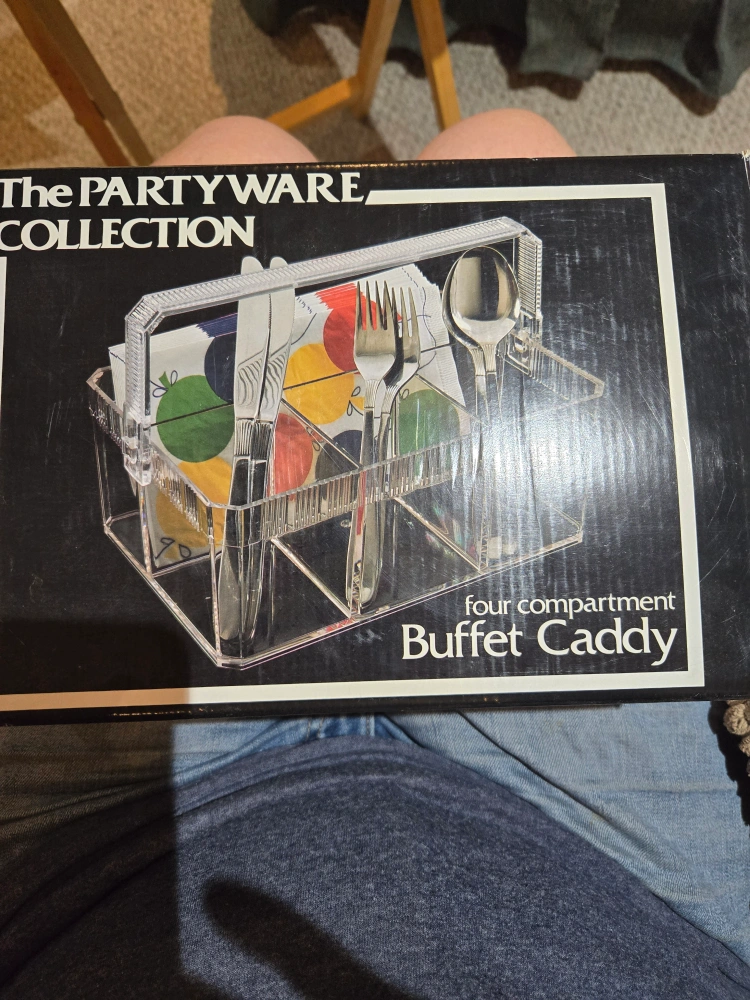 The PARTYWARE
COLLECTION
four compartment
Buffet Caddy